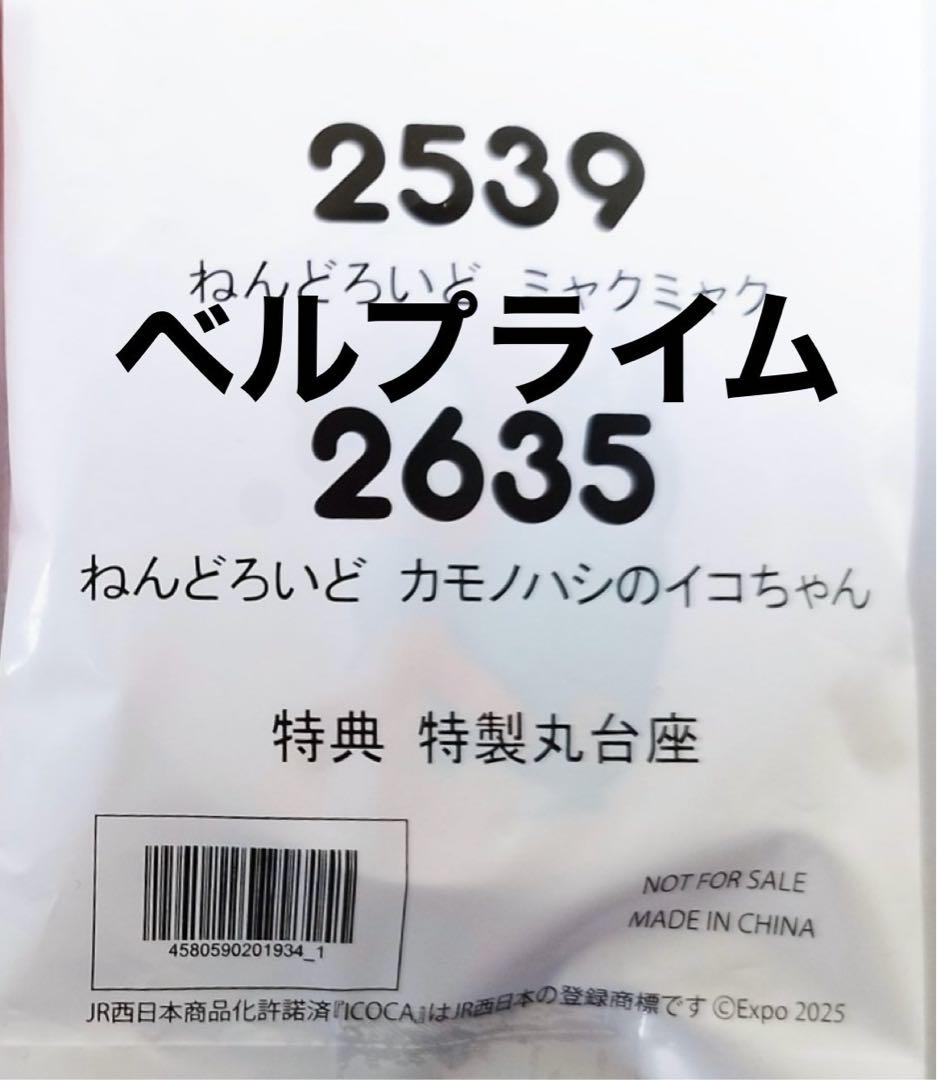 2539
ねんどろいど ミャクミャク
ベルプライム
2635
ねんどろいど カモノハシのイコちゃん
特典 特製丸台座
NOT FOR SALE
MADE IN CHINA
4580590201934_1
JR西日本商品化許諾済『ICOCA』はJR西日本の登録商標です ©Expo 2025